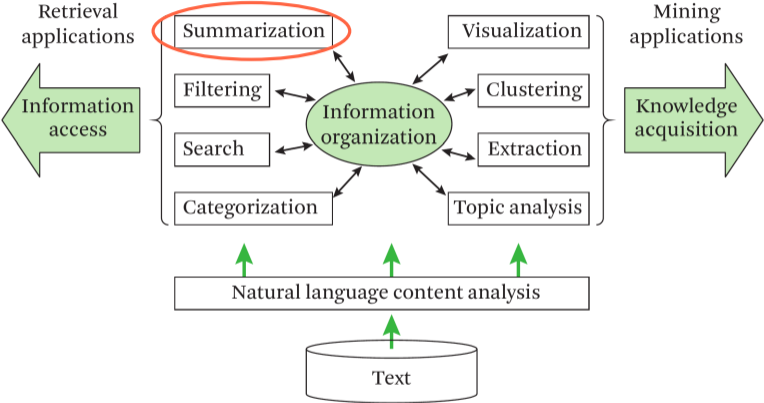 Retrieval
applications
Mining
applications
Summarization
Visualization
Filtering
Clustering
Information
access
Information
organization
Knowledge
acquisition
Search
Extraction
Categorization
Topic analysis
Natural language content analysis
Text